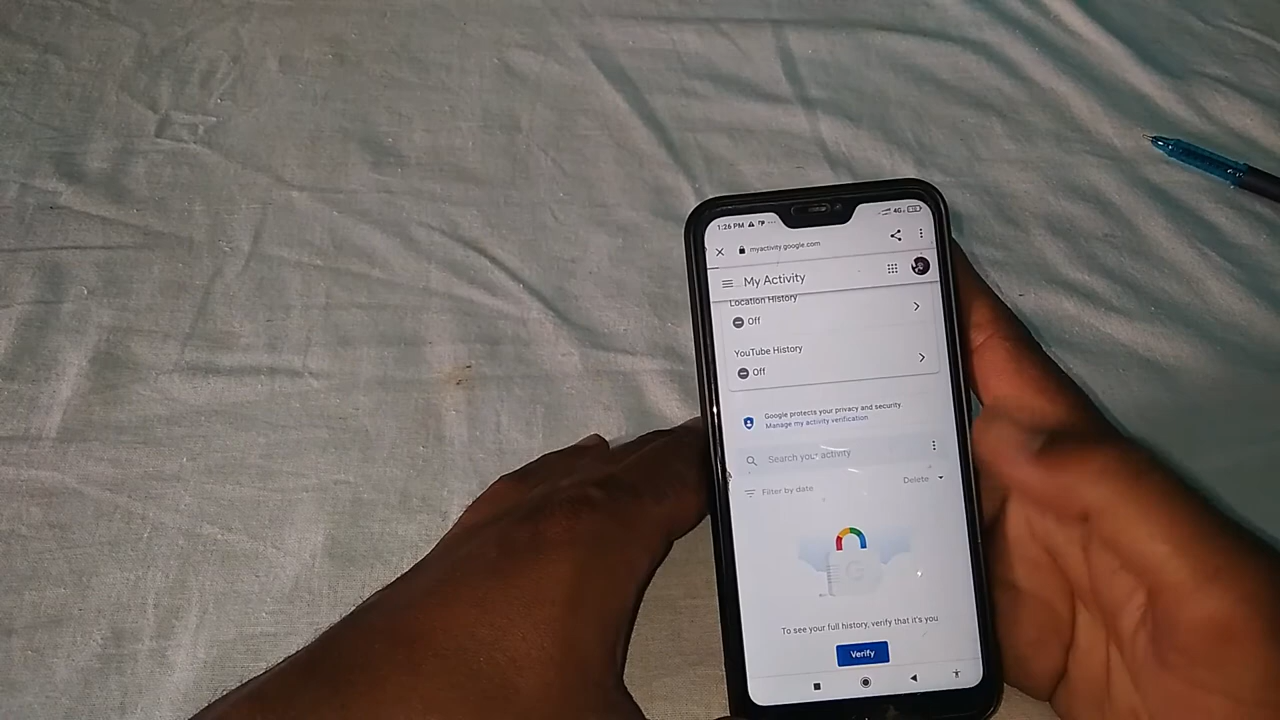 1:26 PM
4G
myactivity.google.com
My Activity
Location History
Off
YouTube History
Off
Google protects your privacy and security.
Manage my activity verification
Search your activity
Filter by date
Delete
G
To see your full history, verify that it's you
Verify